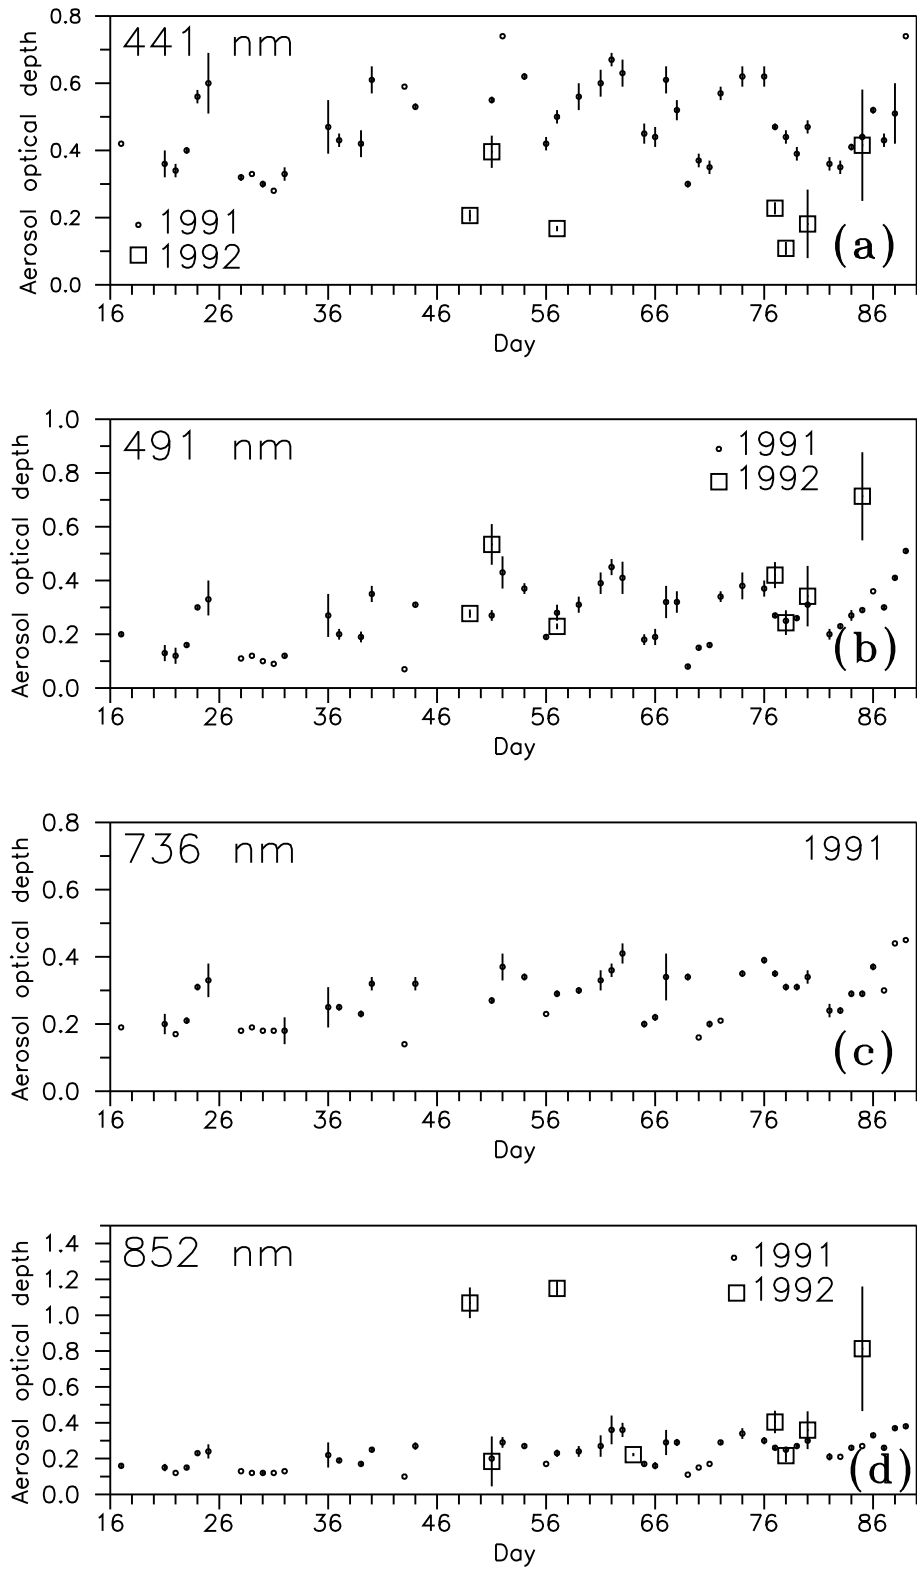 0.8
441 nm
0.6
0.4
0.2
0.0
Aerosol optical depth
1991
1992
(a)
16 26 36 46 56 66 76 86
Day
1.0
491 nm
0.8
0.6
0.4
0.2
0.0
Aerosol optical depth
1991
1992
(b)
16 26 36 46 56 66 76 86
Day
0.8
736 nm
1991
0.6
0.4
0.2
0.0
Aerosol optical depth
(c)
16 26 36 46 56 66 76 86
Day
852 nm
1.4
1.2
1.0
0.8
0.6
0.4
0.2
0.0
Aerosol optical depth
1991
1992
(d)
16 26 36 46 56 66 76 86
Day